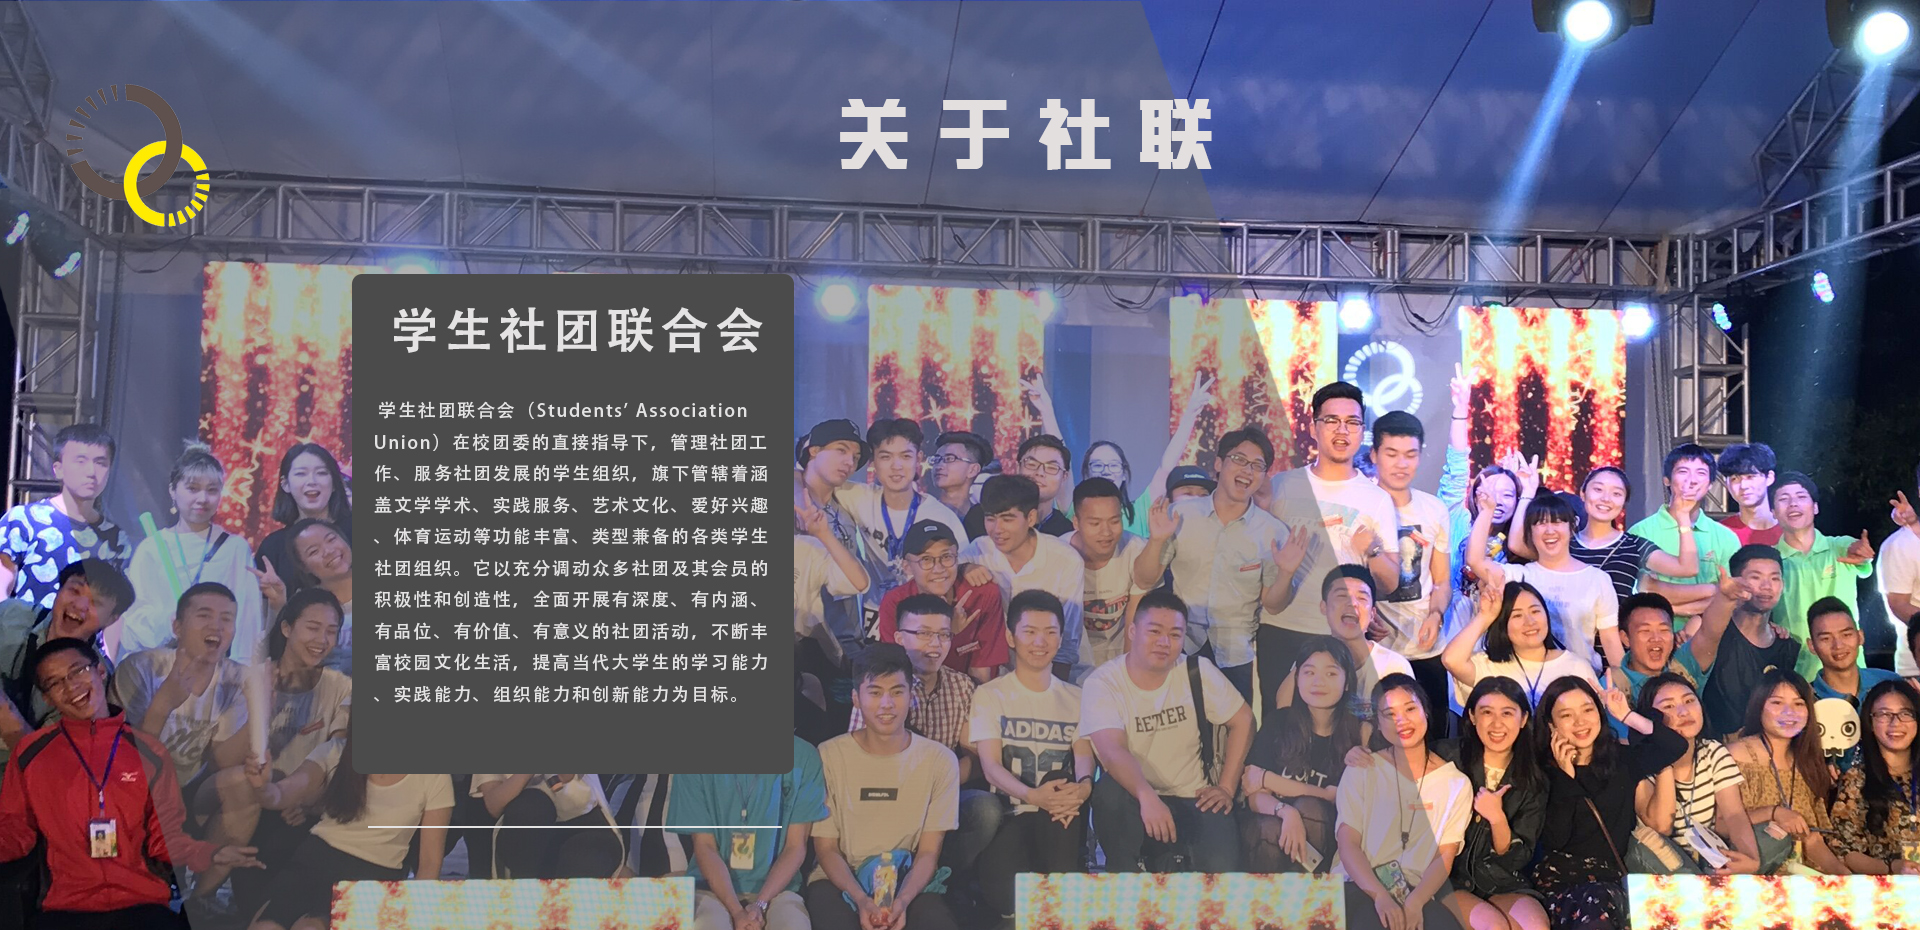 关于社联
学生社团联合会
学生社团联合会（Students’ Association
Union）在校团委的直接指导下，管理社团工
作、服务社团发展的学生组织，旗下管辖着涵
盖文学学术、实践服务、艺术文化、爱好兴趣
、体育运动等功能丰富、类型兼备的各类学生
社团组织。它以充分调动众多社团及其会员的
积极性和创造性，全面开展有深度、有内涵、
有品位、有价值、有意义的社团活动，不断丰
富校园文化生活，提高当代大学生的学习能力
、实践能力、组织能力和创新能力为目标。
BETTER
ADIDAS